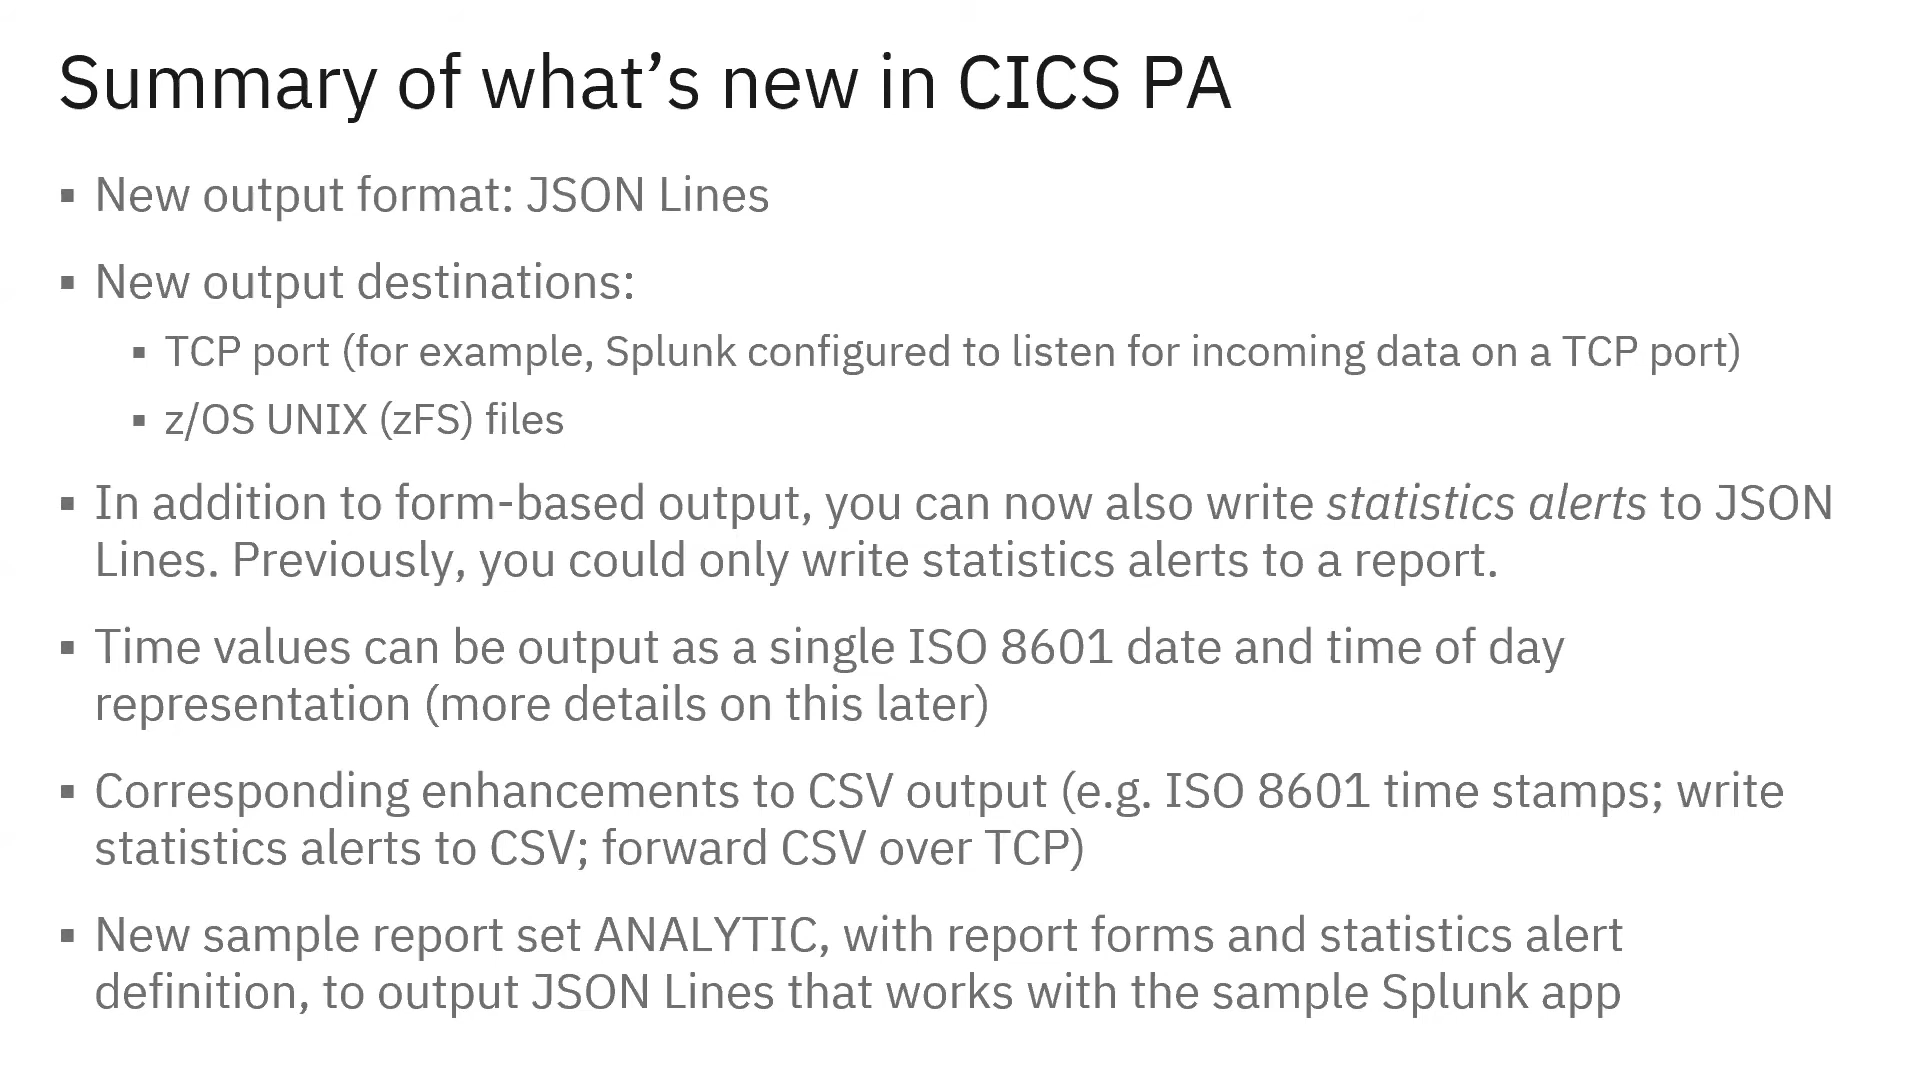 Summary of what’s new in CICS PA
▪ New output format: JSON Lines
▪ New output destinations:
▪ TCP port (for example, Splunk configured to listen for incoming data on a TCP port)
▪ z/OS UNIX (zFS) files
▪ In addition to form-based output, you can now also write statistics alerts to JSON
Lines. Previously, you could only write statistics alerts to a report.
▪ Time values can be output as a single ISO 8601 date and time of day
representation (more details on this later)
▪ Corresponding enhancements to CSV output (e.g. ISO 8601 time stamps; write
statistics alerts to CSV; forward CSV over TCP)
▪ New sample report set ANALYTIC, with report forms and statistics alert
definition, to output JSON Lines that works with the sample Splunk app